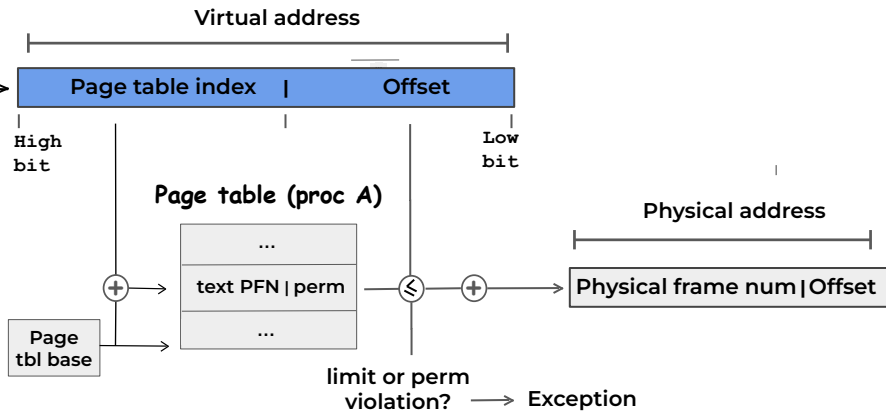 Virtual address
Page table index | Offset
High bit
Low bit
Page table (proc A)
Physical address
...
text PFN | perm
...
+
≤
+
Physical frame num | Offset
Page tbl base
limit or perm violation?
Exception